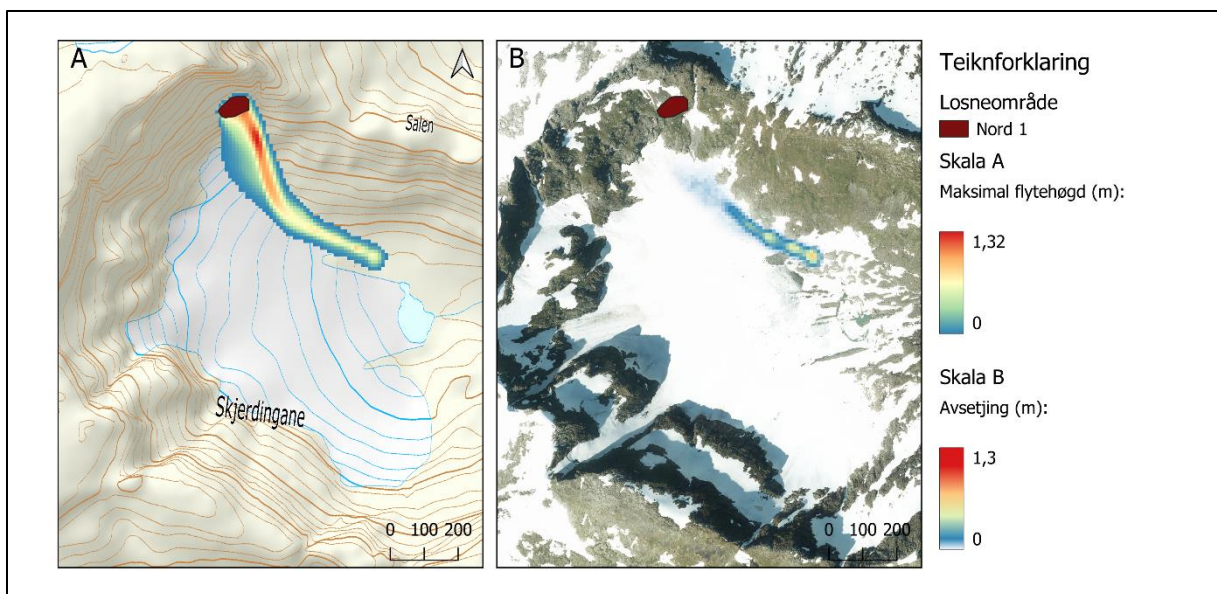 A
Salen
Skjerdingane
0 100 200
B
0 100 200
Teiknforklaring
Losneområde
Nord 1
Skala A
Maksimal flytehøgd (m):
1,32
0
Skala B
Avsetjing (m):
1,3
0